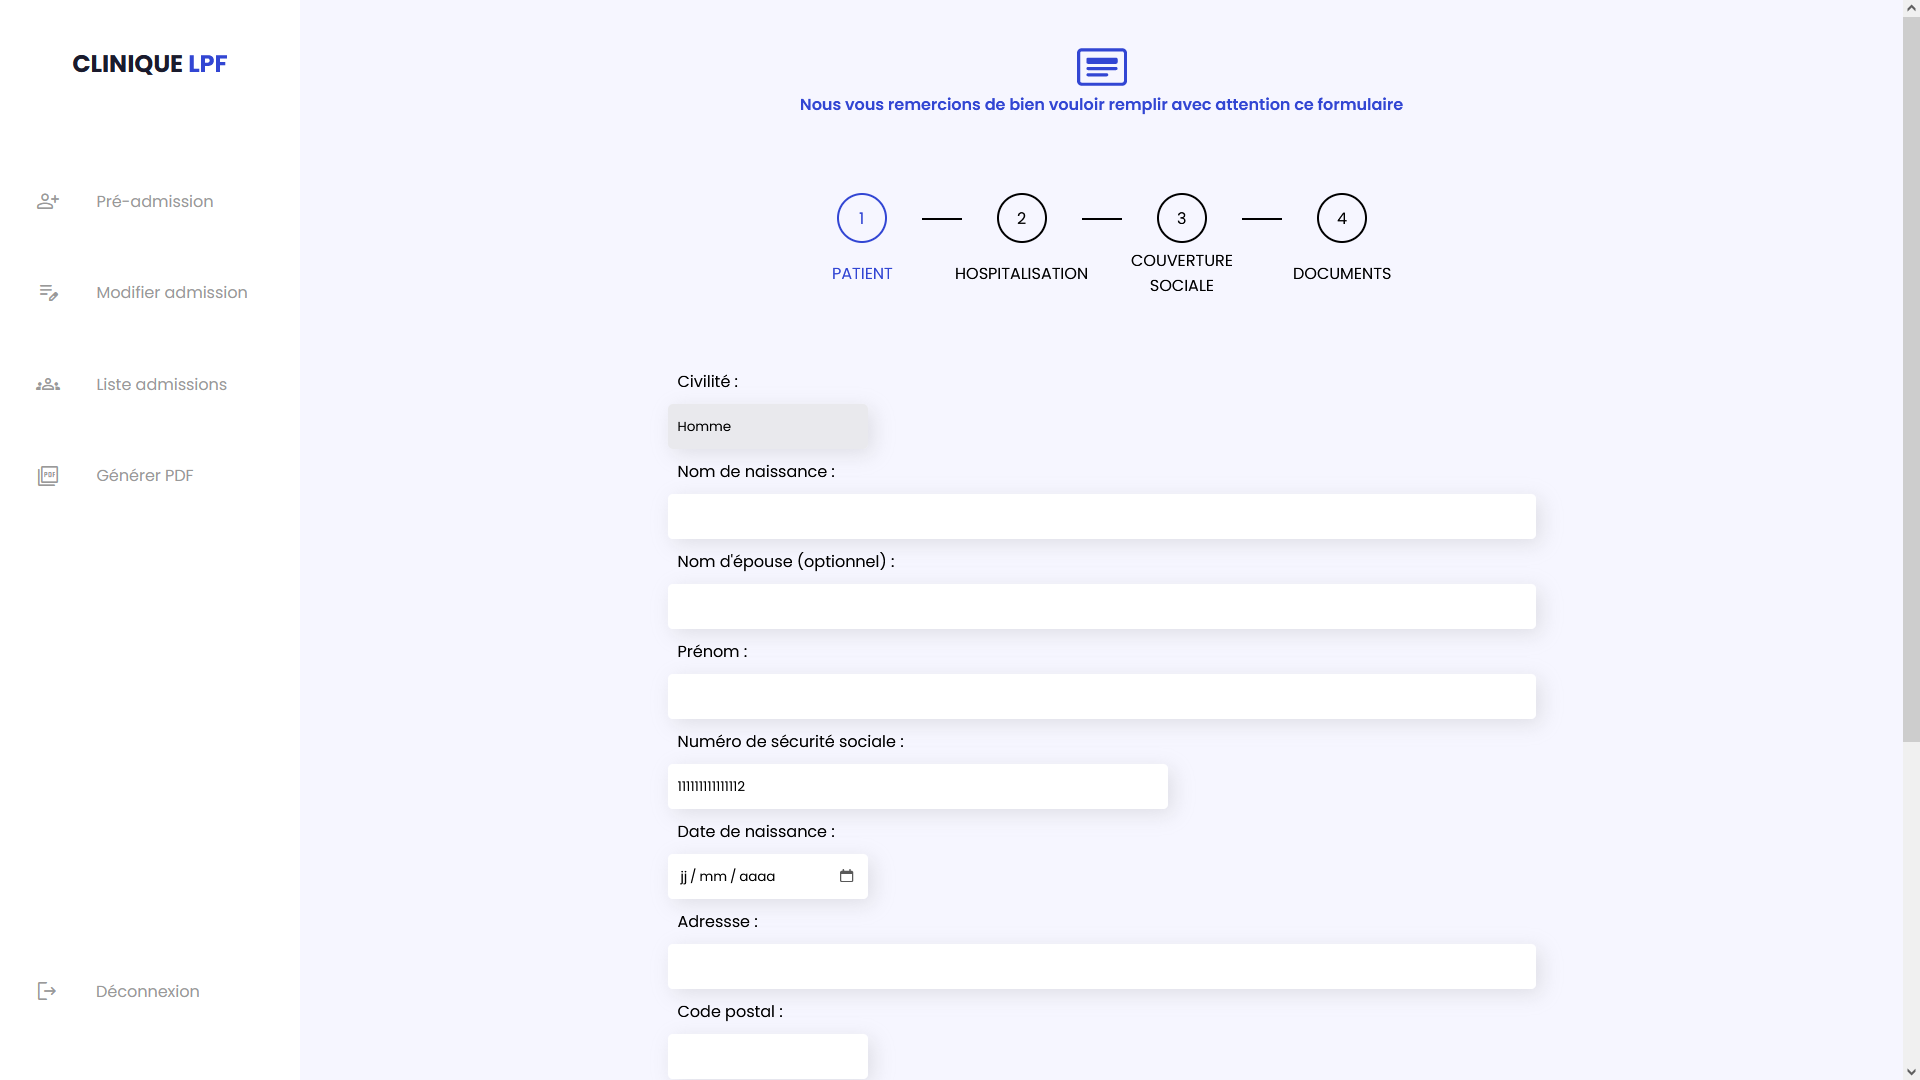 CLINIQUE LPF
Pré-admission
Modifier admission
Liste admissions
PDF
Générer PDF
Déconnexion
Nous vous remercions de bien vouloir remplir avec attention ce formulaire
1
2
3
4
PATIENT
HOSPITALISATION
COUVERTURE
SOCIALE
DOCUMENTS
Civilité :
Homme
Nom de naissance :
Nom d'épouse (optionnel) :
Prénom :
Numéro de sécurité sociale :
Date de naissance :
jj / mm / aaaa
Adressse :
Code postal :